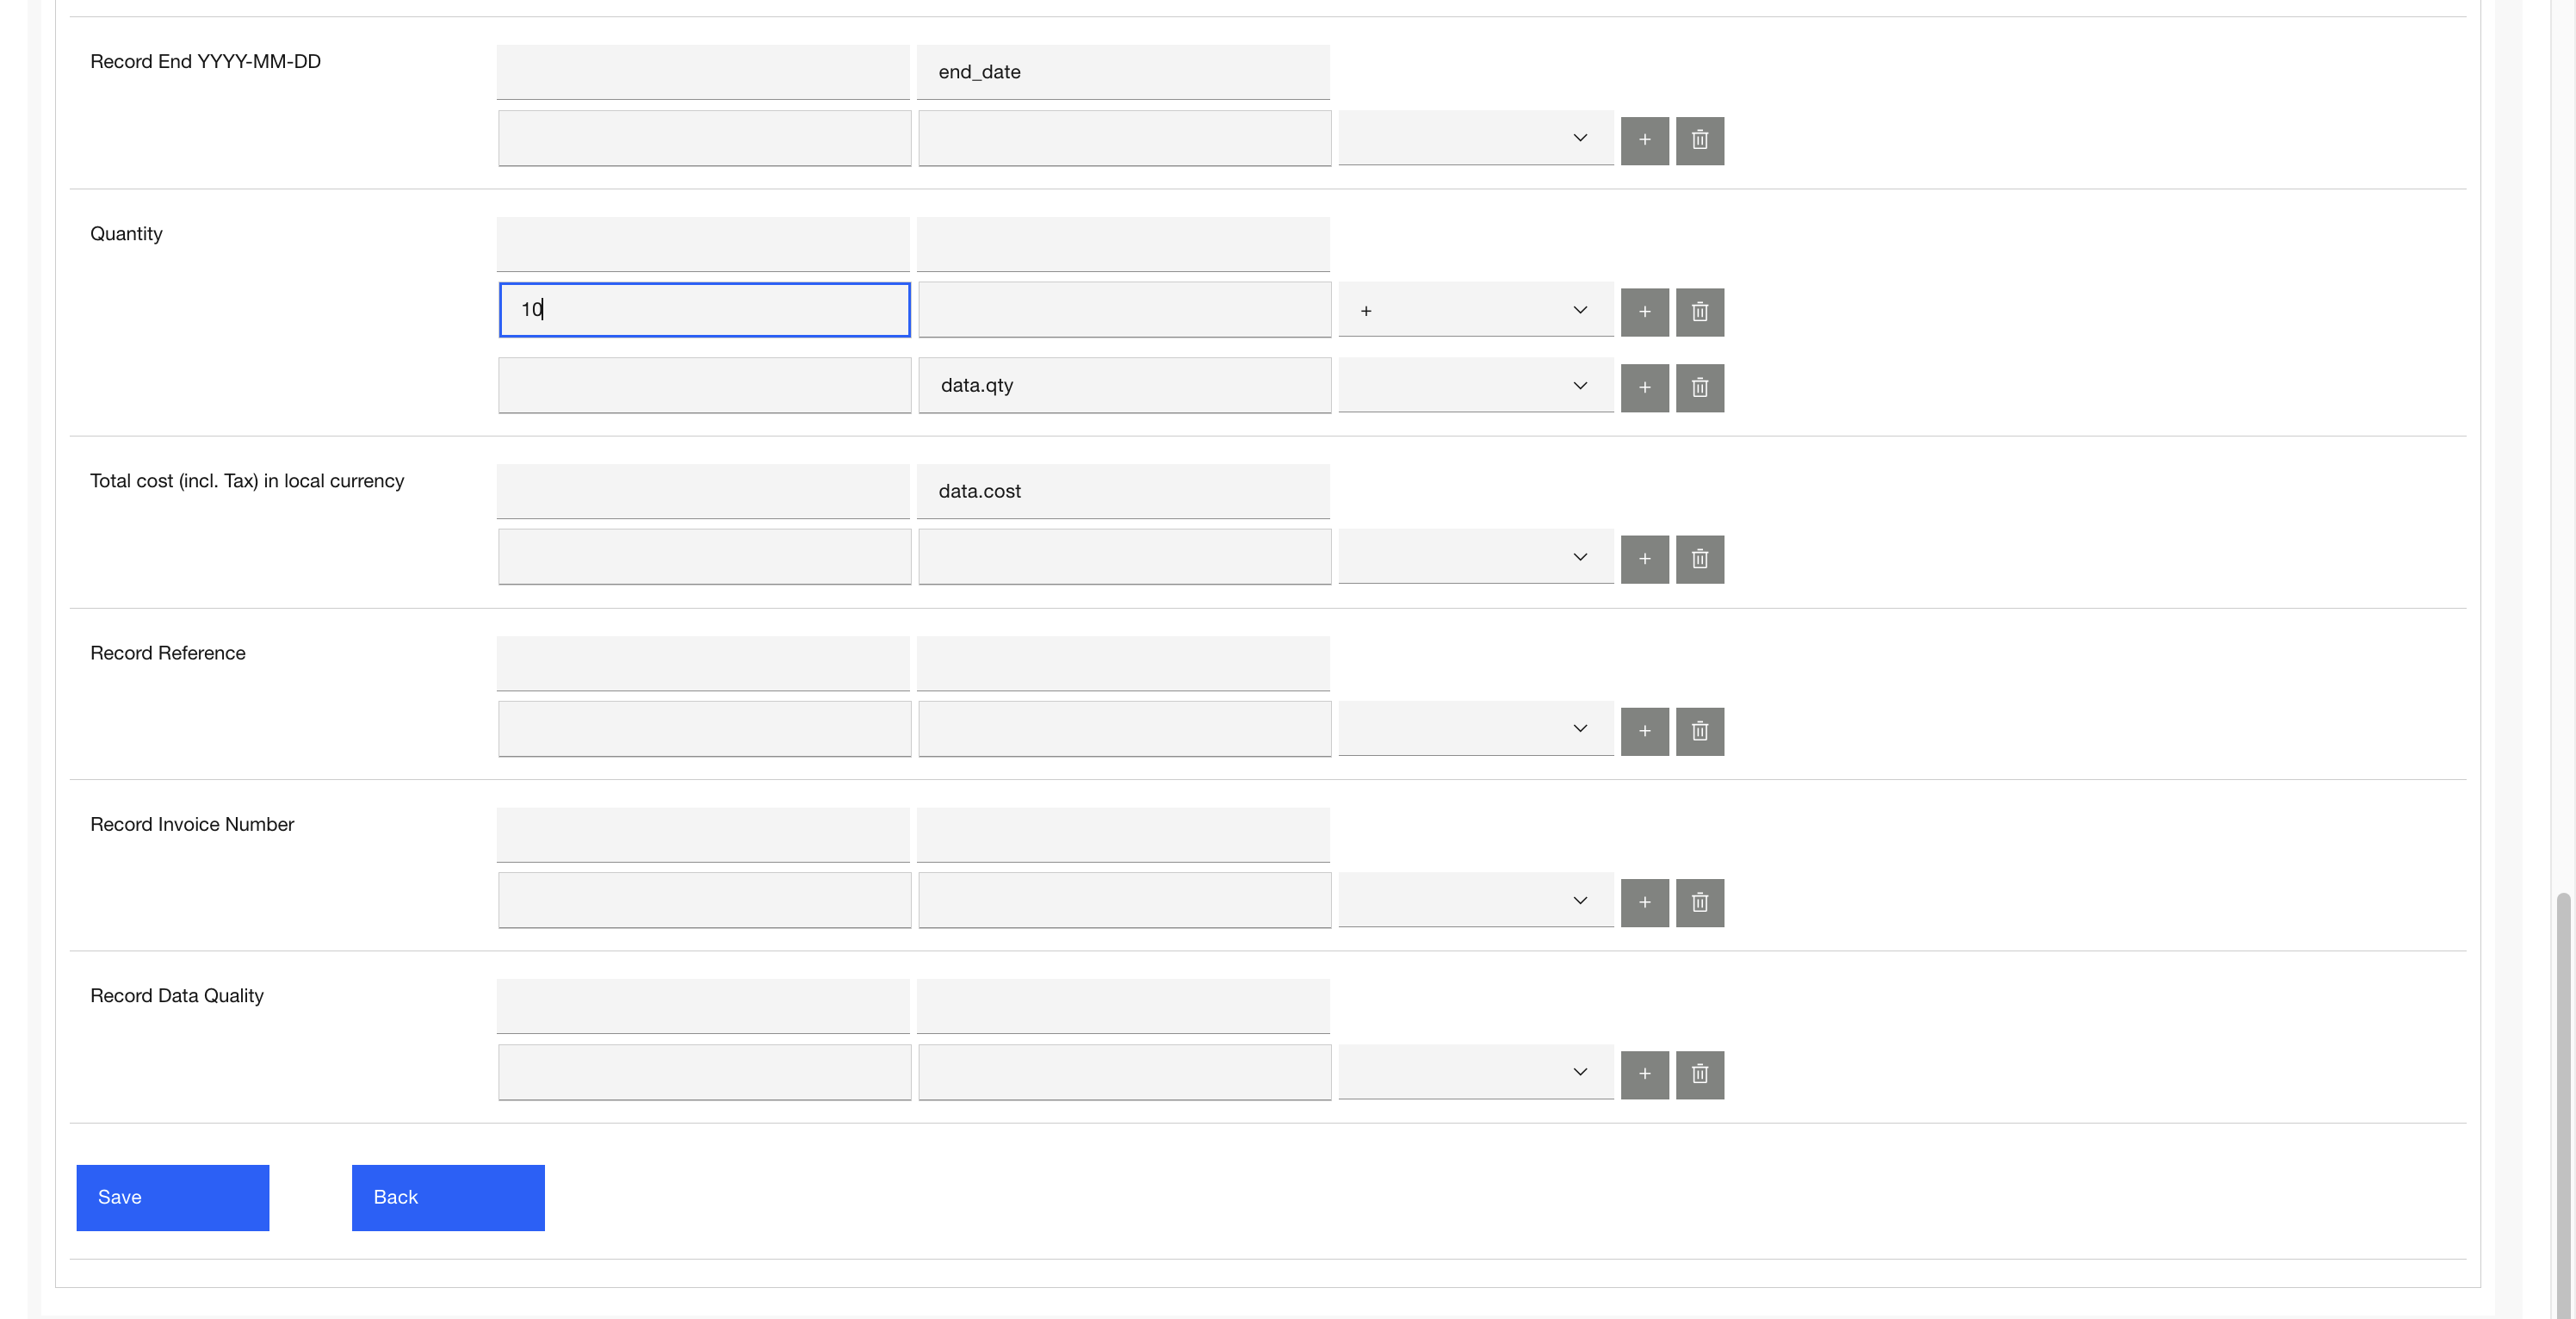 Record End YYYY-MM-DD
end_date
+
Quantity
10
+
+
data.qty
+
Total cost (incl. Tax) in local currency
data.cost
+
Record Reference
+
Record Invoice Number
+
Record Data Quality
+
Save
Back